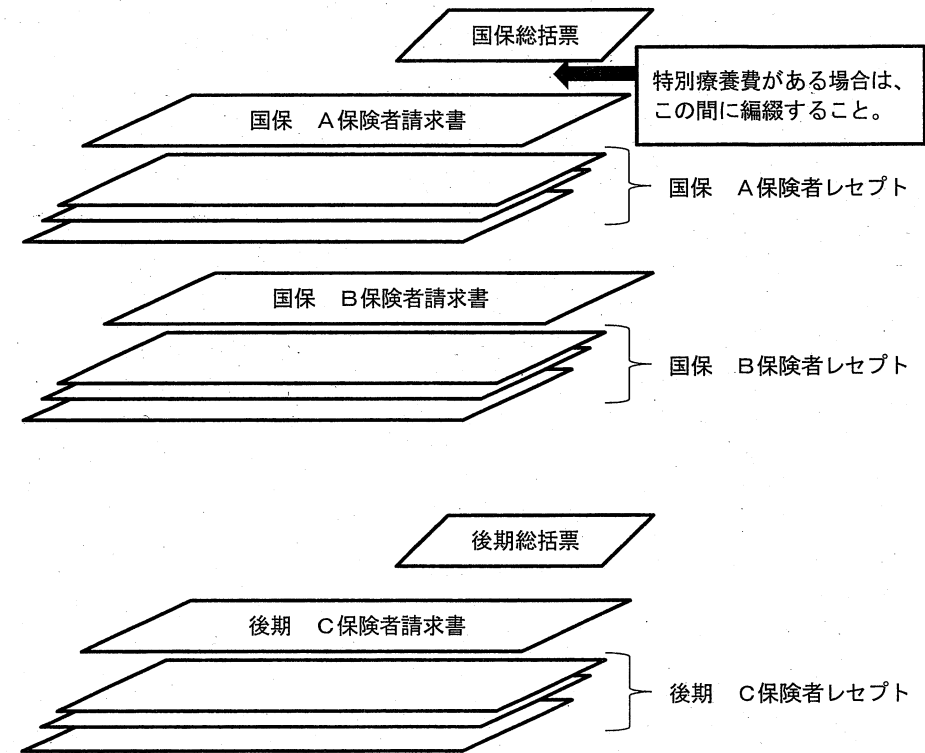 国保総括票
特別療養費がある場合は、
この間に編綴すること。
国保　A保険者請求書
国保　A保険者レセプト
国保　B保険者請求書
国保　B保険者レセプト
後期総括票
後期　C保険者請求書
後期　C保険者レセプト